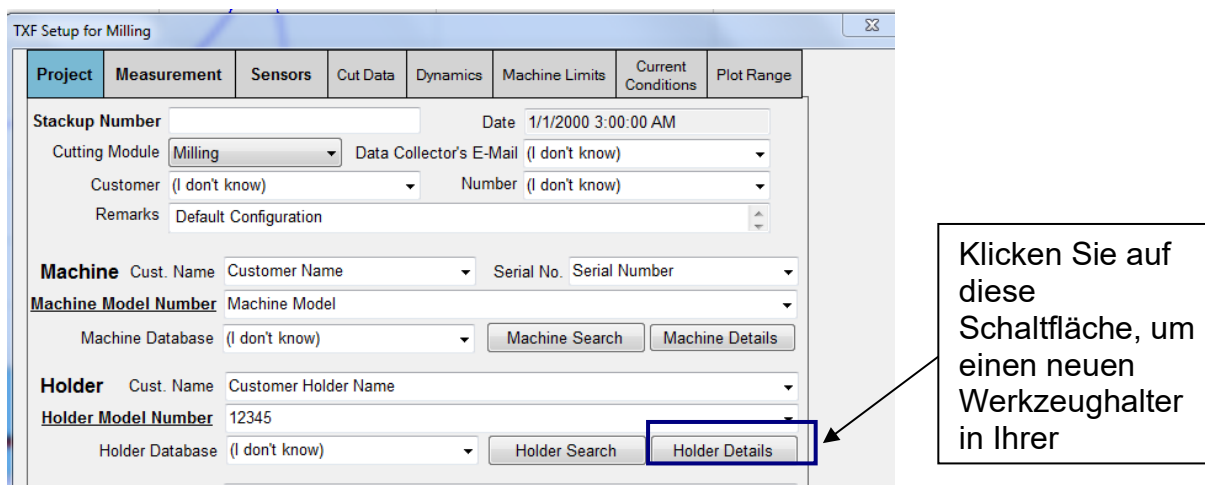 TXF Setup for Milling
Project Measurement Sensors Cut Data Dynamics Machine Limits Current Conditions Plot Range
Stackup Number Date 1/1/2000 3:00:00 AM
Cutting Module Milling Data Collector's E-Mail (I don't know)
Customer (I don't know) Number (I don't know)
Remarks Default Configuration
Machine Cust. Name Customer Name Serial No. Serial Number
Machine Model Number Machine Model
Machine Database (I don't know) Machine Search Machine Details
Holder Cust. Name Customer Holder Name
Holder Model Number 12345
Holder Database (I don't know) Holder Search Holder Details
Klicken Sie auf
diese
Schaltfläche, um
einen neuen
Werkzeughalter
in Ihrer